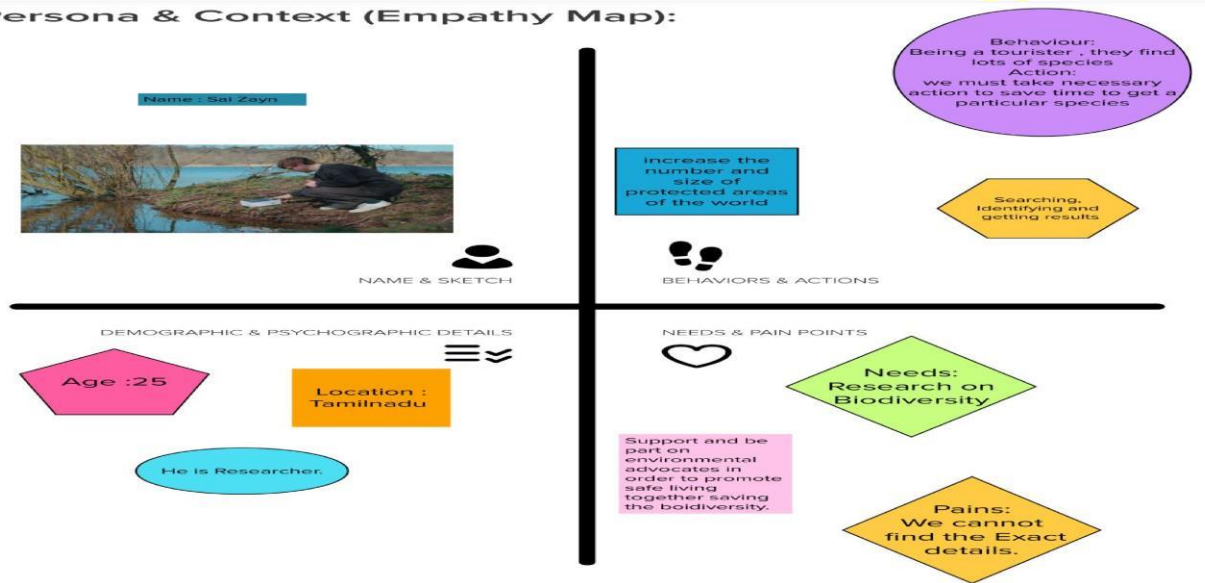 Persona & Context (Empathy Map):
Name : Sai Zayn
NAME & SKETCH
Behaviour:
Being a tourister , they find
lots of species
Action:
we must take necessary
action to save time to get a
particular species
increase the
number and
size of
protected areas
of the world
Searching,
Identifying and
getting results
BEHAVIORS & ACTIONS
DEMOGRAPHIC & PSYCHOGRAPHIC DETAILS
Age :25
Location :
Tamilnadu
He is Researcher.
NEEDS & PAIN POINTS
Needs:
Research on
Biodiversity
Support and be
part on
environmental
advocates in
order to promote
safe living
together saving
the boidiversity.
Pains:
We cannot
find the Exact
details.